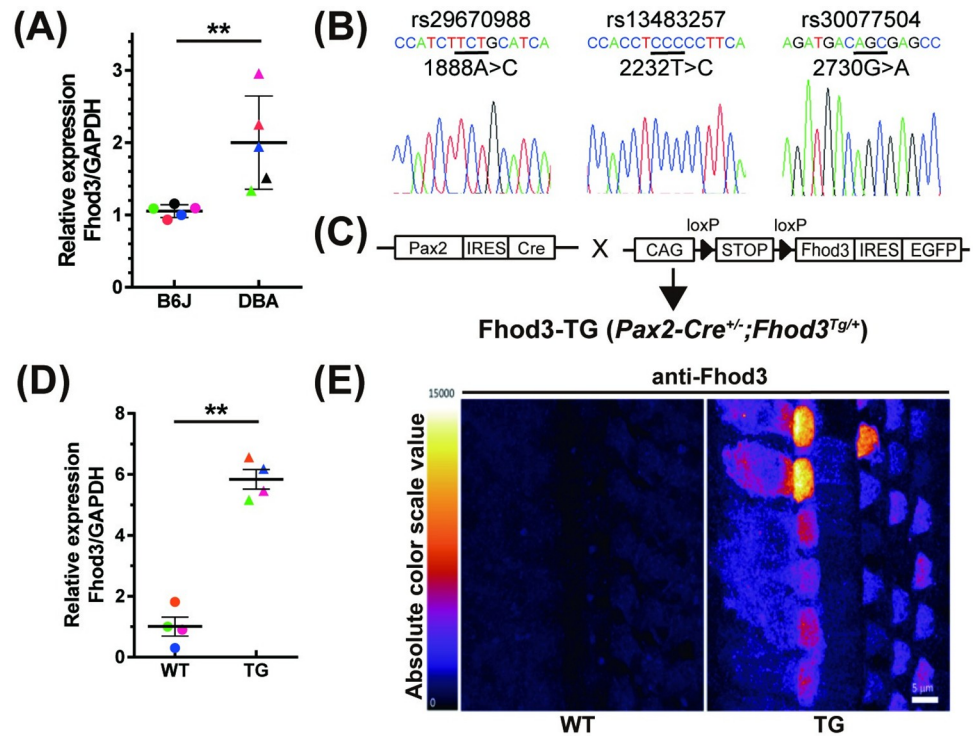 (A)
**
Relative expression
Fhod3/GAPDH
3
2
1
0
B6J DBA
(B)
rs29670988 rs13483257 rs30077504
CCATCTTCTGCATCA CCACCTCCCCCTTCA AGATGACAGCGAGCC
1888A>C 2232T>C 2730G>A
(C)
loxP loxP
Pax2 IRES Cre X CAG STOP Fhod3 IRES EGFP
Fhod3-TG (Pax2-Cre+/-;Fhod3Tg/+)
(D)
**
Relative expression
Fhod3/GAPDH
8
6
4
2
0
WT TG
(E)
anti-Fhod3
Absolute color scale value
15000
0
5 μm
WT TG